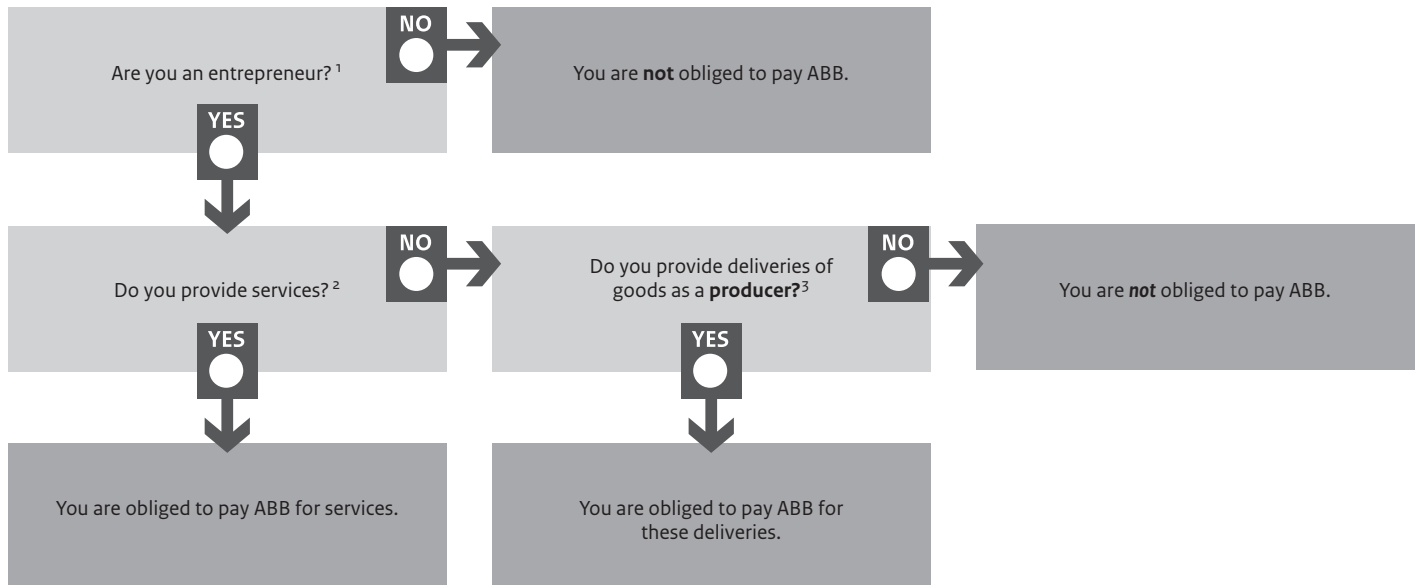 NO
Are you an entrepreneur? ¹
You are not obliged to pay ABB.
YES
NO
NO
Do you provide services? ²
Do you provide deliveries of
goods as a producer?³
You are not obliged to pay ABB.
YES
YES
You are obliged to pay ABB for services.
You are obliged to pay ABB for
these deliveries.